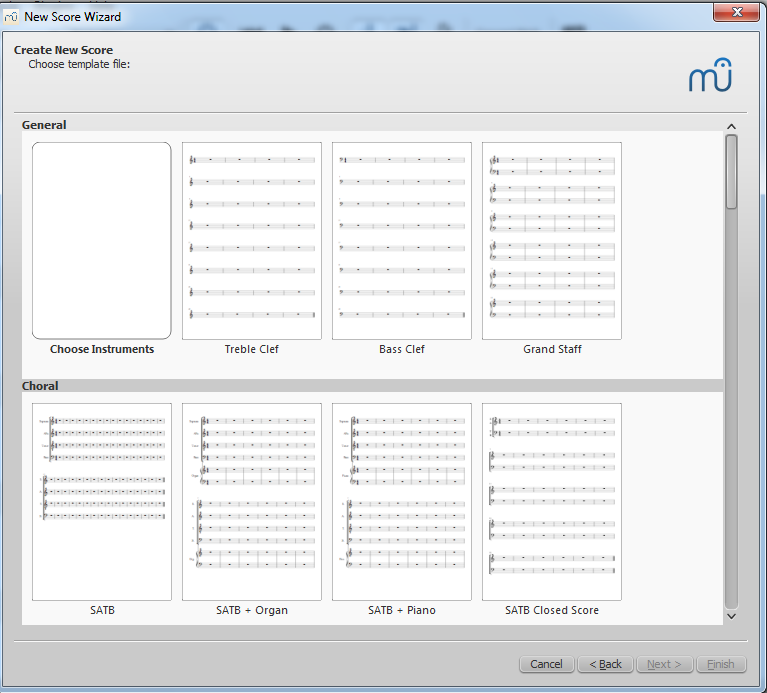 New Score Wizard
Create New Score
Choose template file:
General
Choose Instruments
Treble Clef
Bass Clef
Grand Staff
Choral
SATB
SATB + Organ
SATB + Piano
SATB Closed Score
Cancel
< Back
Next >
Finish